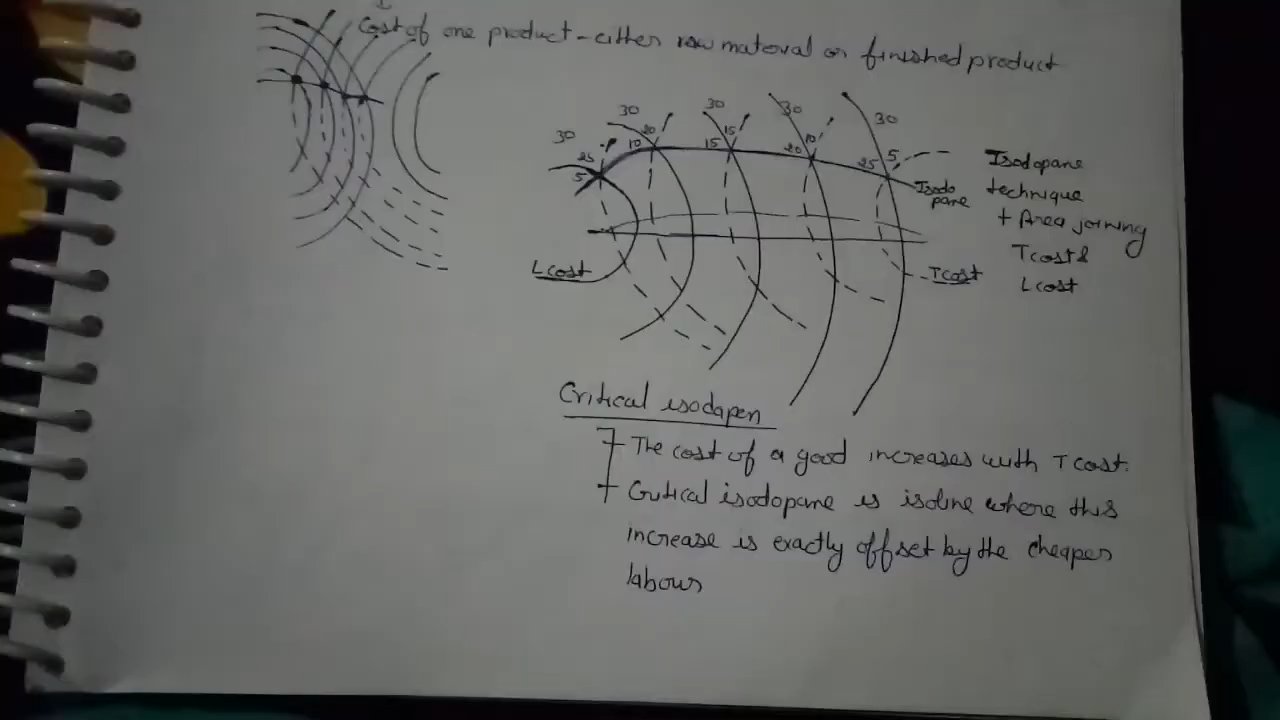 Cost of one product - either raw material or finished product
30
30
30
30
30
25
5
10
20
15
15
20
10
25
5
Isodopane
technique
+ Area joining
T cost &
L cost
Isodo
pane
L cost
T cost
Critical isodapen
The cost of a good increases with T cost.
Critical isodopane is isoline where this
increase is exactly offset by the cheaper
labour